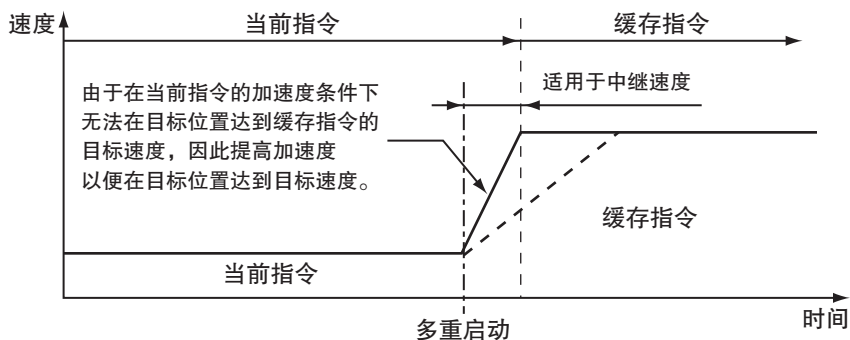 速度
当前指令
缓存指令
适用于中继速度
由于在当前指令的加速度条件下
无法在目标位置达到缓存指令的
目标速度，因此提高加速度
以便在目标位置达到目标速度。
缓存指令
当前指令
多重启动
时间